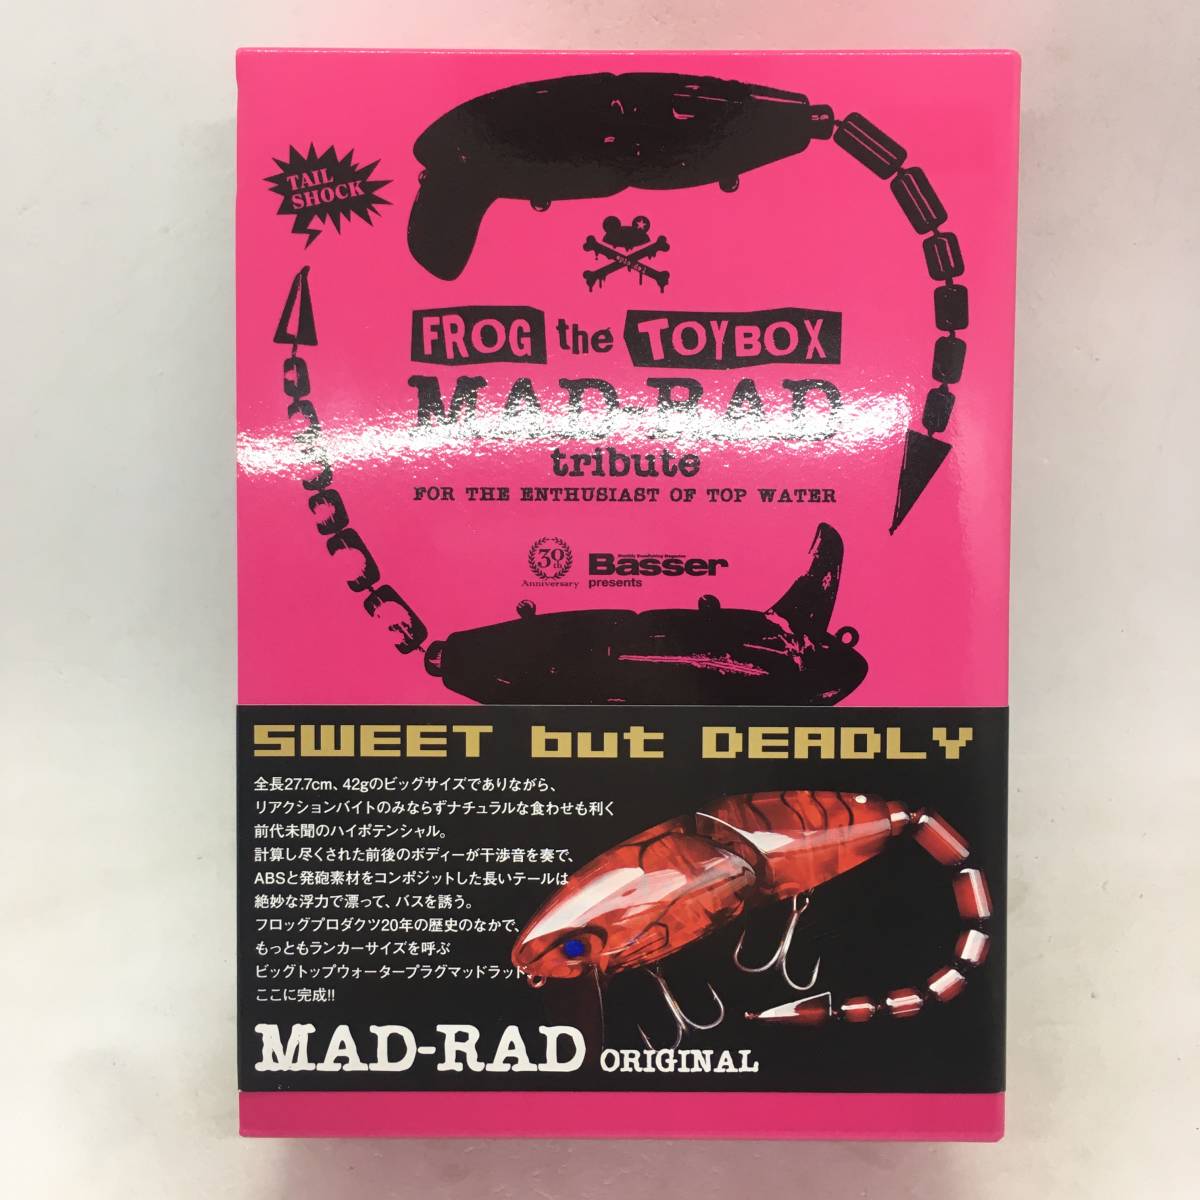 TAIL
SHOCK
FROG the TOYBOX
MAD-RAD
tribute
FOR THE ENTHUSIAST OF TOP WATER
30th
Anniversary
Monthly Bassfishing Magazine
Basser
presents
SWEET but DEADLY
全長27.7cm、42gのビッグサイズでありながら、
リアクションバイトのみならずナチュラルな食わせも利く
前代未聞のハイポテンシャル。
計算し尽くされた前後のボディーが干渉音を奏で、
ABSと発砲素材をコンポジットした長いテールは
絶妙な浮力で漂って、バスを誘う。
フロッグプロダクツ20年の歴史のなかで、
もっともランカーサイズを呼ぶ
ビッグトップウォータープラグマッドラッド、
ここに完成!!
MAD-RAD ORIGINAL